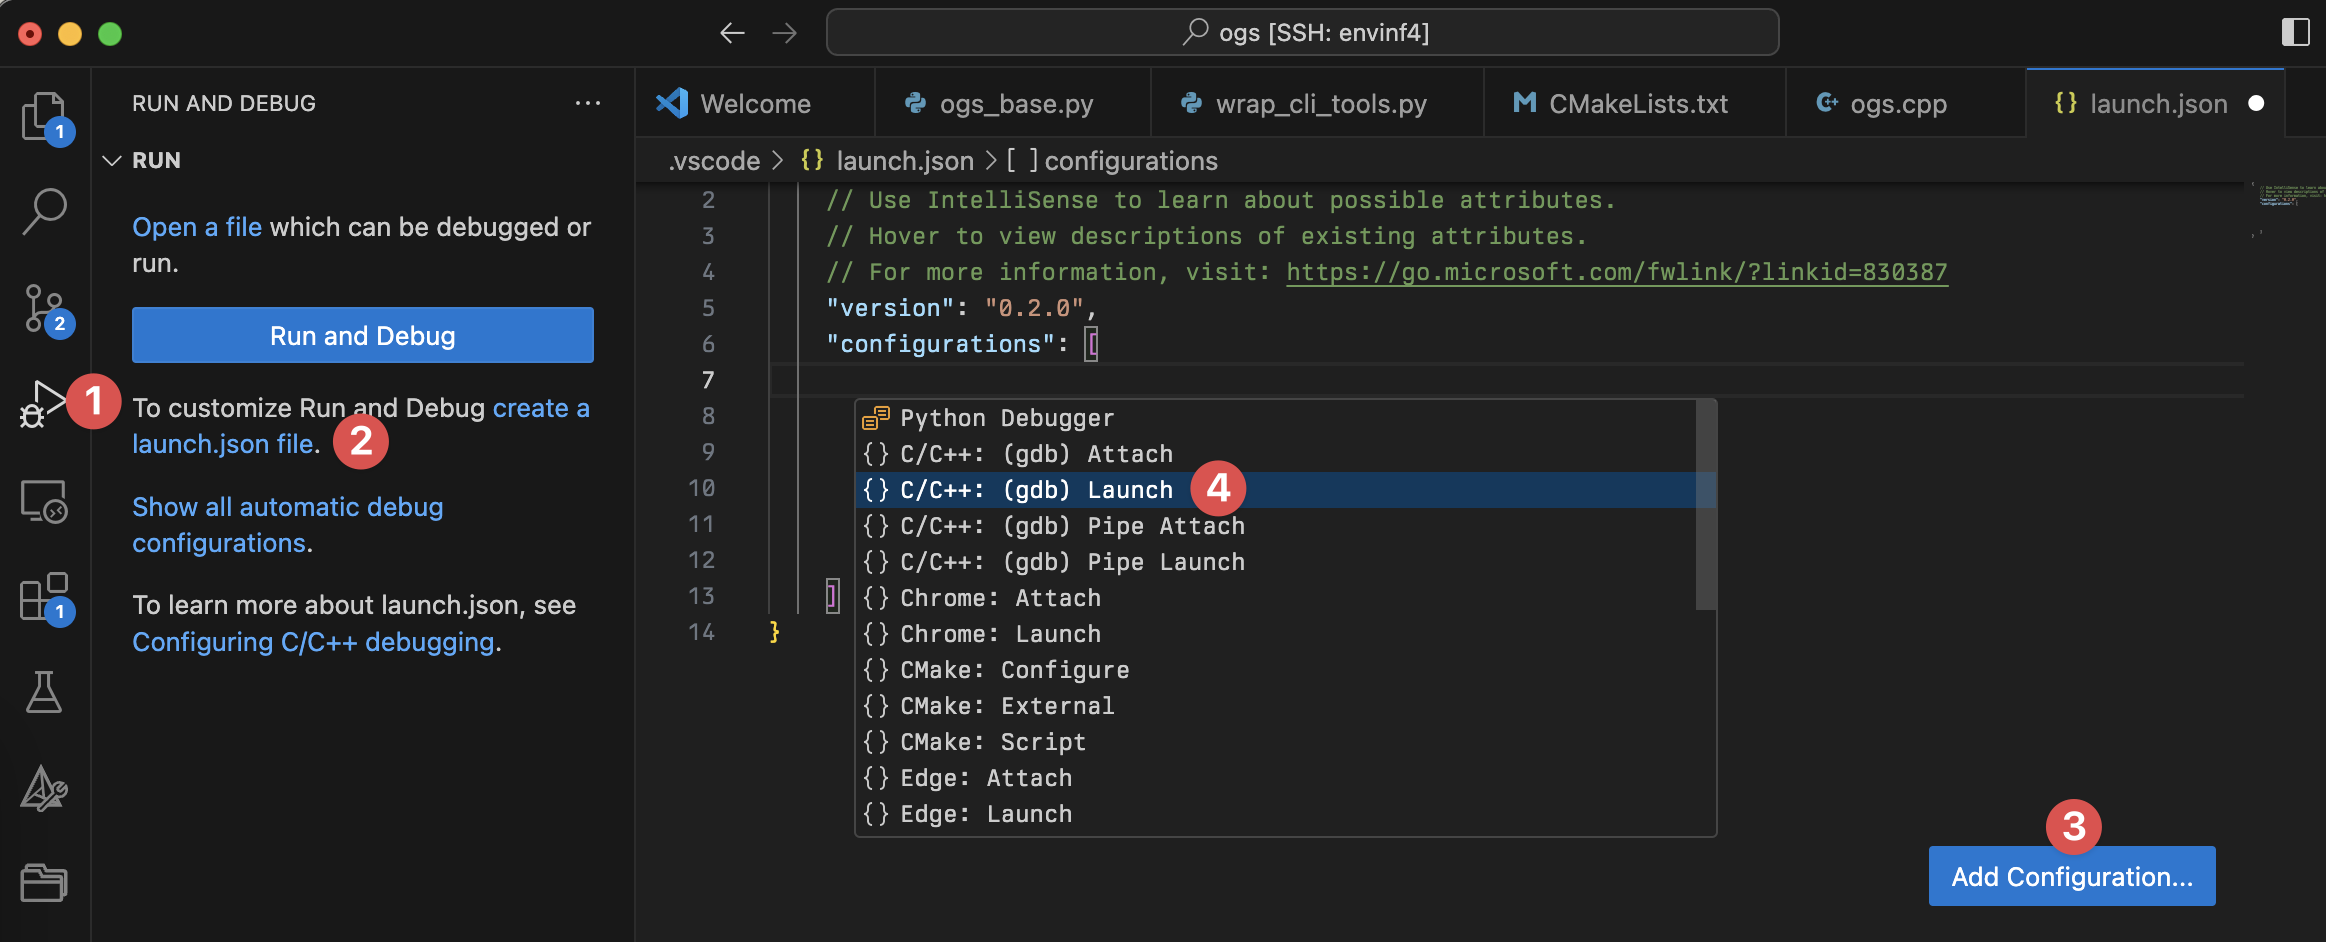 ogs [SSH: envinf4]
RUN AND DEBUG
RUN
Open a file which can be debugged or
run.
Run and Debug
To customize Run and Debug create a
launch.json file.
Show all automatic debug
configurations.
To learn more about launch.json, see
Configuring C/C++ debugging.
1
2
1
2
1
Welcome
ogs_base.py
wrap_cli_tools.py
M CMakeLists.txt
ogs.cpp
{} launch.json
.vscode > {} launch.json > [ ] configurations
2 // Use IntelliSense to learn about possible attributes.
3 // Hover to view descriptions of existing attributes.
4 // For more information, visit: https://go.microsoft.com/fwlink/?linkid=830387
5 "version": "0.2.0",
6 "configurations": [
7
8
9
10
11
12
13 ]
14 }
Python Debugger
{} C/C++: (gdb) Attach
{} C/C++: (gdb) Launch
4
{} C/C++: (gdb) Pipe Attach
{} C/C++: (gdb) Pipe Launch
{} Chrome: Attach
{} Chrome: Launch
{} CMake: Configure
{} CMake: External
{} CMake: Script
{} Edge: Attach
{} Edge: Launch
3
Add Configuration...